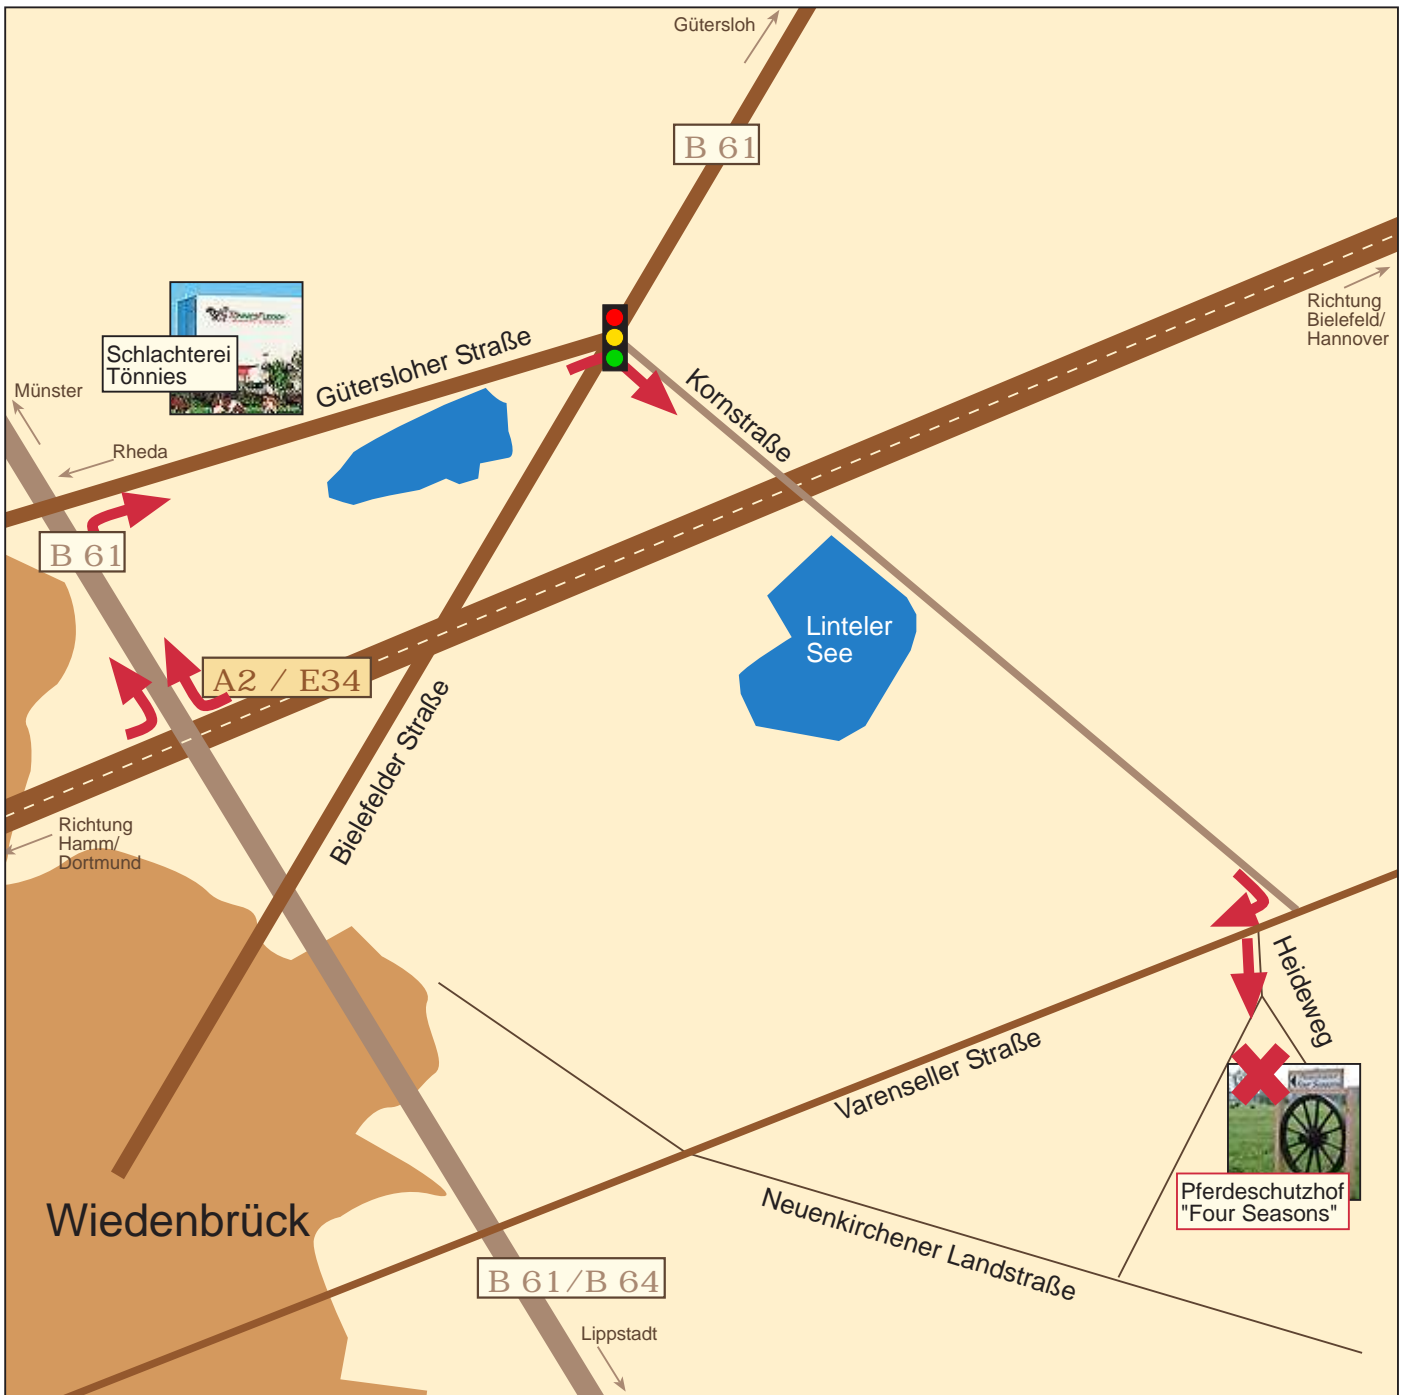 Gütersloh
B 61
Richtung
Bielefeld/
Hannover
Schlachterei
Tönnies
Gütersloher Straße
Kornstraße
Münster
Rheda
B 61
Linteler
See
A2 / E34
Bielefelder Straße
Richtung
Hamm/
Dortmund
Heideweg
Varenseller Straße
Pferdeschutzhof
"Four Seasons"
Wiedenbrück
Neuenkirchener Landstraße
B 61/B 64
Lippstadt